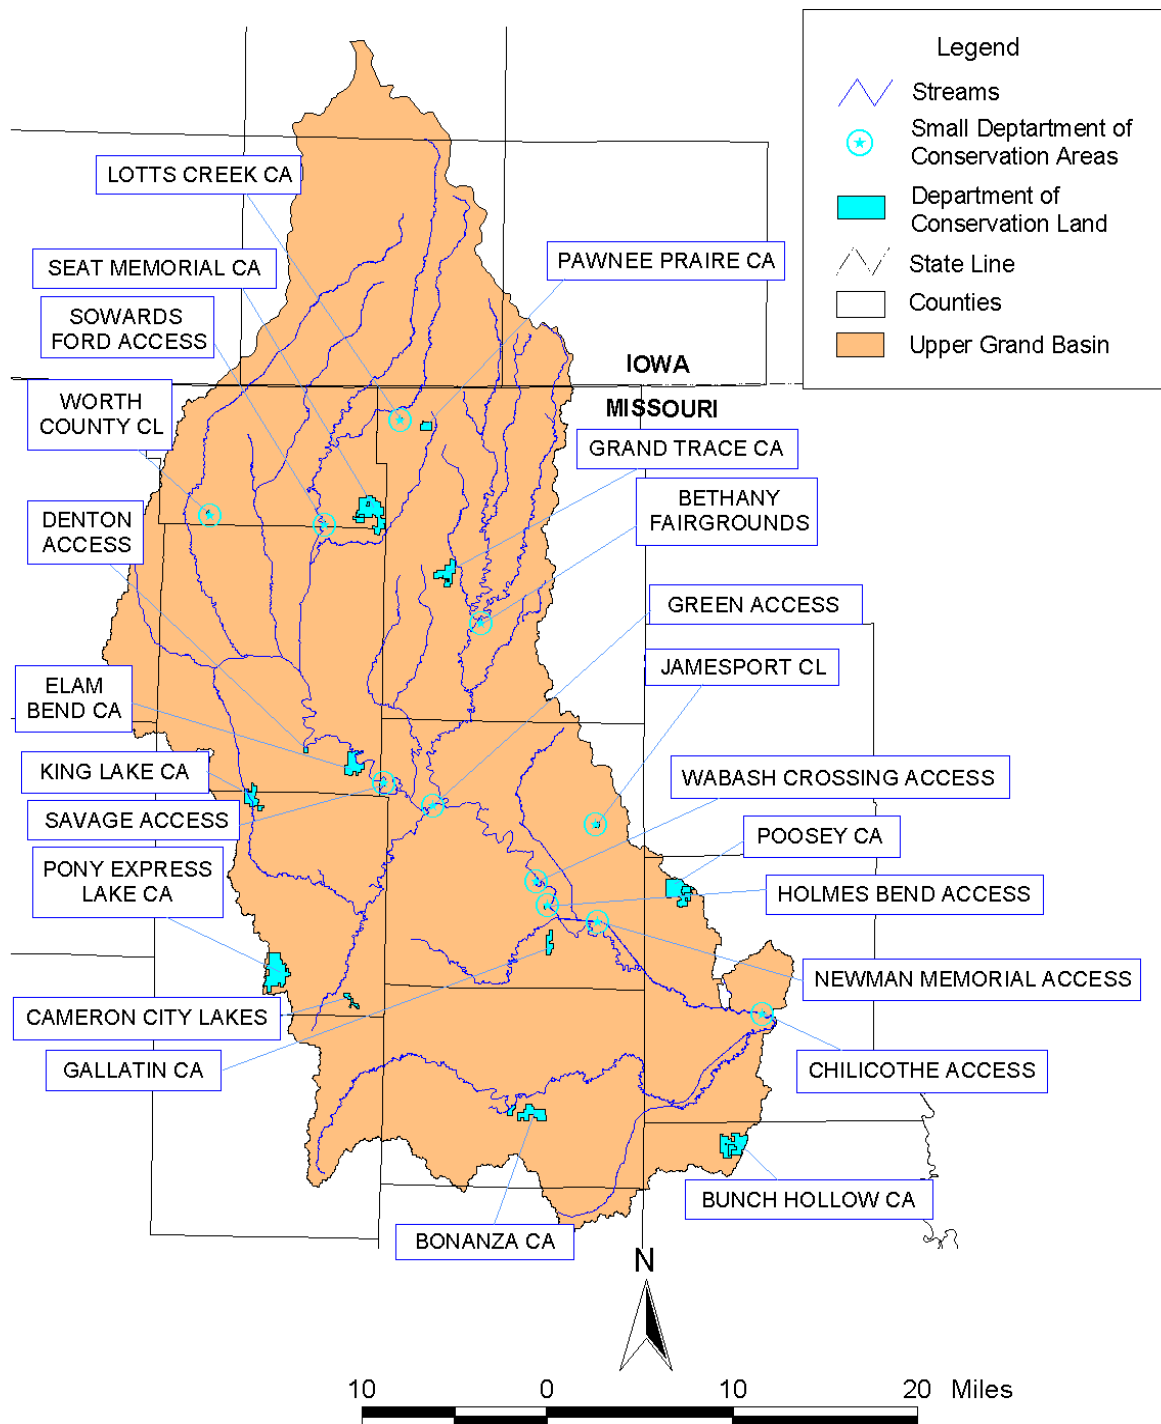 Legend
Streams
Small Deptartment of
Conservation Areas
Department of
Conservation Land
State Line
Counties
Upper Grand Basin
LOTTS CREEK CA
SEAT MEMORIAL CA
PAWNEE PRAIRE CA
SOWARDS
FORD ACCESS
IOWA
MISSOURI
WORTH
COUNTY CL
GRAND TRACE CA
BETHANY
FAIRGROUNDS
DENTON
ACCESS
GREEN ACCESS
JAMESPORT CL
ELAM
BEND CA
KING LAKE CA
WABASH CROSSING ACCESS
SAVAGE ACCESS
POOSEY CA
PONY EXPRESS
LAKE CA
HOLMES BEND ACCESS
NEWMAN MEMORIAL ACCESS
CAMERON CITY LAKES
GALLATIN CA
CHILICOTHE ACCESS
BUNCH HOLLOW CA
BONANZA CA
N
10 0 10 20 Miles